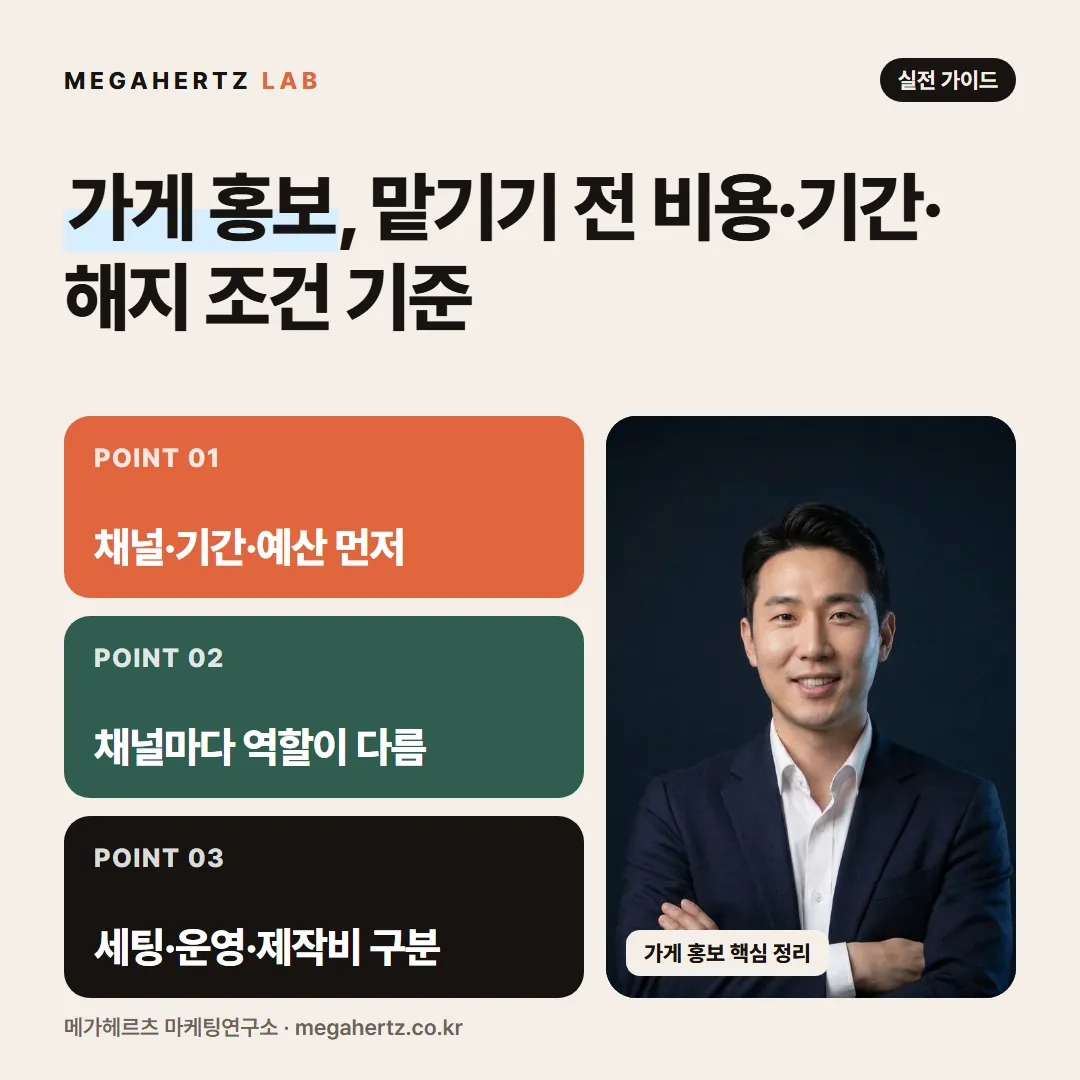 MEGAHERTZ LAB
실전 가이드
가게 홍보, 맡기기 전 비용·기간·
해지 조건 기준
POINT 01
채널·기간·예산 먼저
POINT 02
채널마다 역할이 다름
POINT 03
세팅·운영·제작비 구분
가게 홍보 핵심 정리
메가헤르츠 마케팅연구소 · megahertz.co.kr